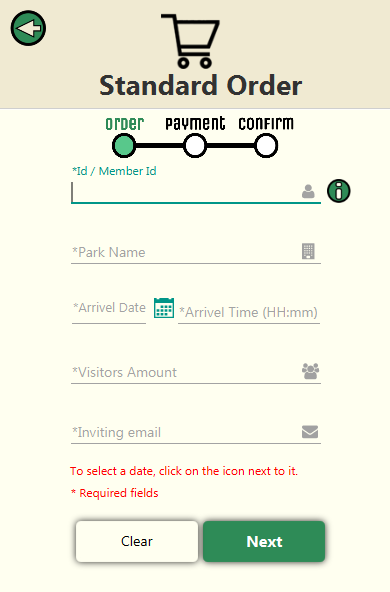 Standard Order
Order Payment Confirm
*Id / Member Id
*Park Name
*Arrivel Date *Arrivel Time (HH:mm)
*Visitors Amount
*Inviting email
To select a date, click on the icon next to it.
* Required fields
Clear Next